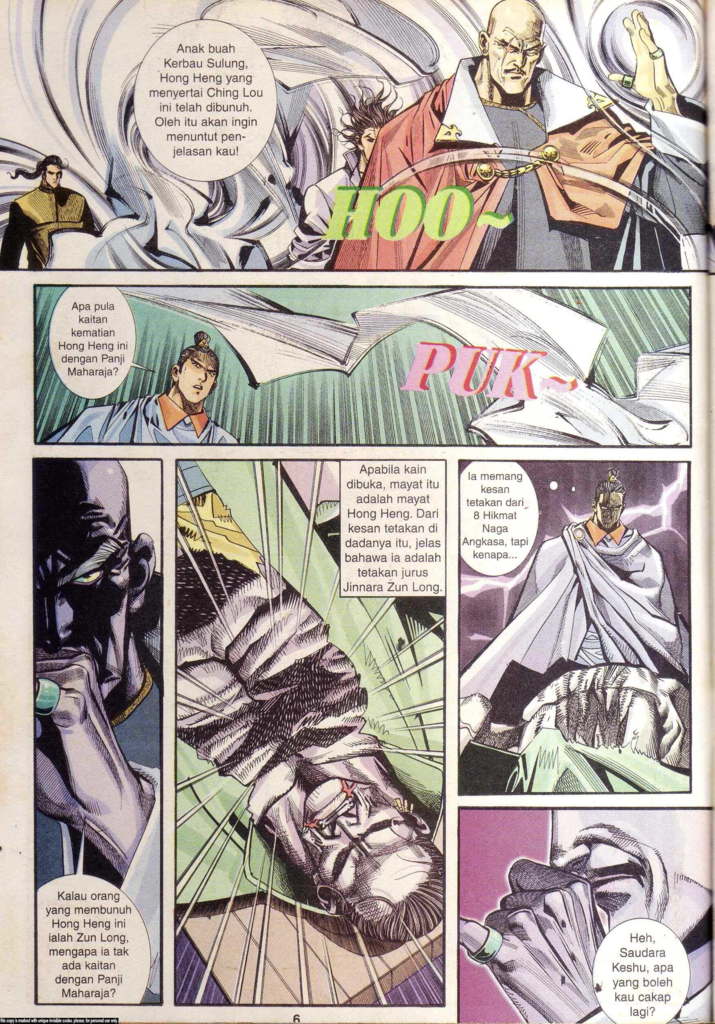 Anak buah
Kerbau Sulung,
Hong Heng yang
menyertai Ching Lou
ini telah dibunuh.
Oleh itu akan ingin
menuntut pen-
jelasan kau!
HOO~
Apa pula
kaitan
kematian
Hong Heng ini
dengan Panji
Maharaja?
PUK~
Kalau orang
yang membunuh
Hong Heng ini
ialah Zun Long,
mengapa ia tak
ada kaitan
dengan Panji
Maharaja?
Apabila kain
dibuka, mayat itu
adalah mayat
Hong Heng. Dari
kesan tetakan di
dadanya itu, jelas
bahawa ia adalah
tetakan jurus
Jinnara Zun Long.
Ia memang
kesan
tetakan dari
8 Hikmat
Naga
Angkasa, tapi
kenapa...
Heh,
Saudara
Keshu, apa
yang boleh
kau cakap
lagi?
6